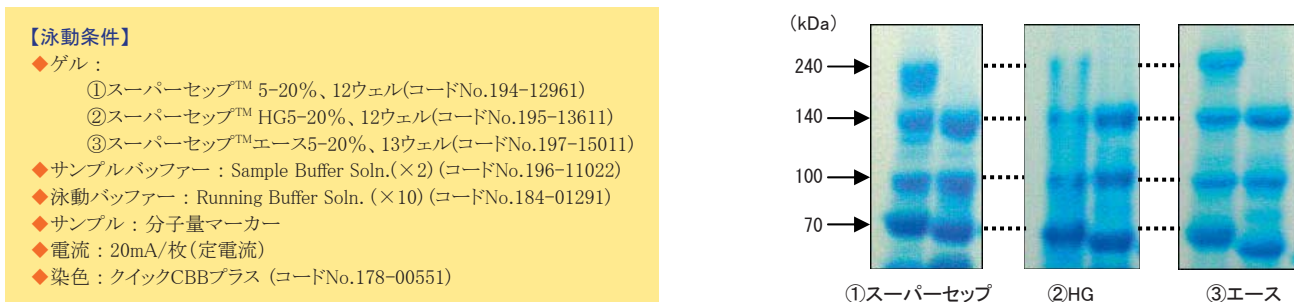 【泳動条件】
◆ゲル：
①スーパーセップTM 5-20%、12ウェル(コードNo.194-12961)
②スーパーセップTM HG5-20%、12ウェル(コードNo.195-13611)
③スーパーセップTMエース5-20%、13ウェル(コードNo.197-15011)
◆サンプルバッファー：Sample Buffer Soln.(×2) (コードNo.196-11022)
◆泳動バッファー：Running Buffer Soln. (×10) (コードNo.184-01291)
◆サンプル：分子量マーカー
◆電流：20mA/枚(定電流)
◆染色：クイックCBBプラス (コードNo.178-00551)
(kDa)
240
140
100
70
①スーパーセップ ②HG ③エース